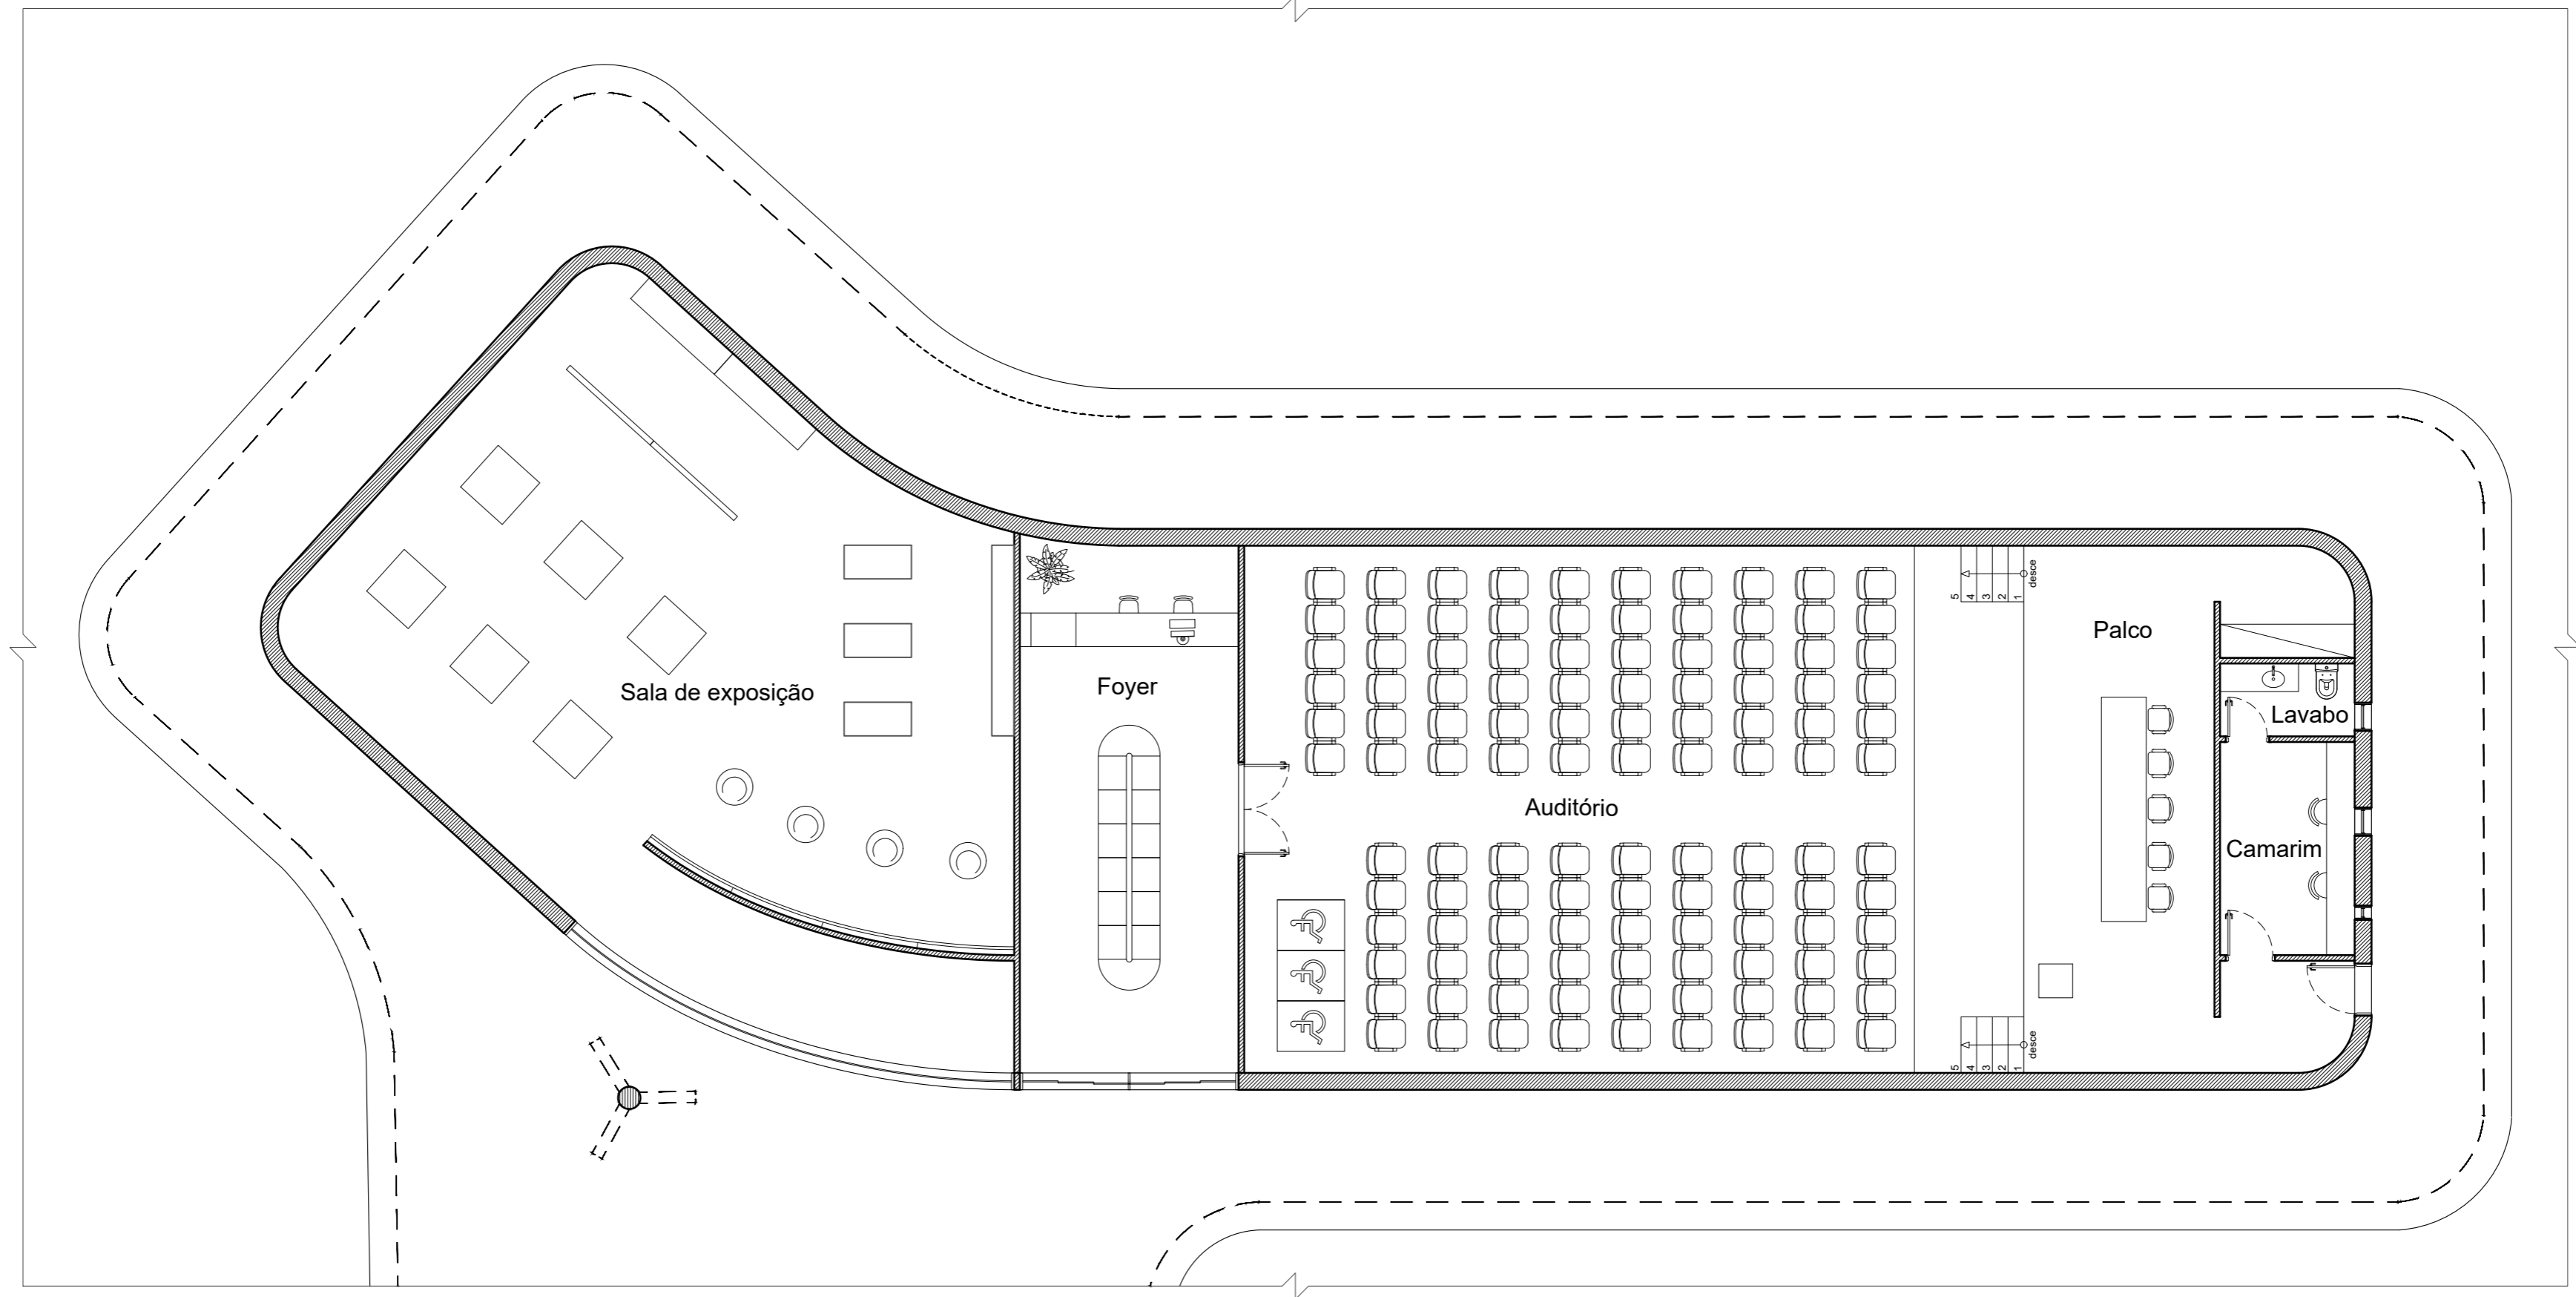 desce
5
4
3
2
1
Palco
Sala de exposição
Foyer
Lavabo
Auditório
Camarim
desce
5
4
3
2
1